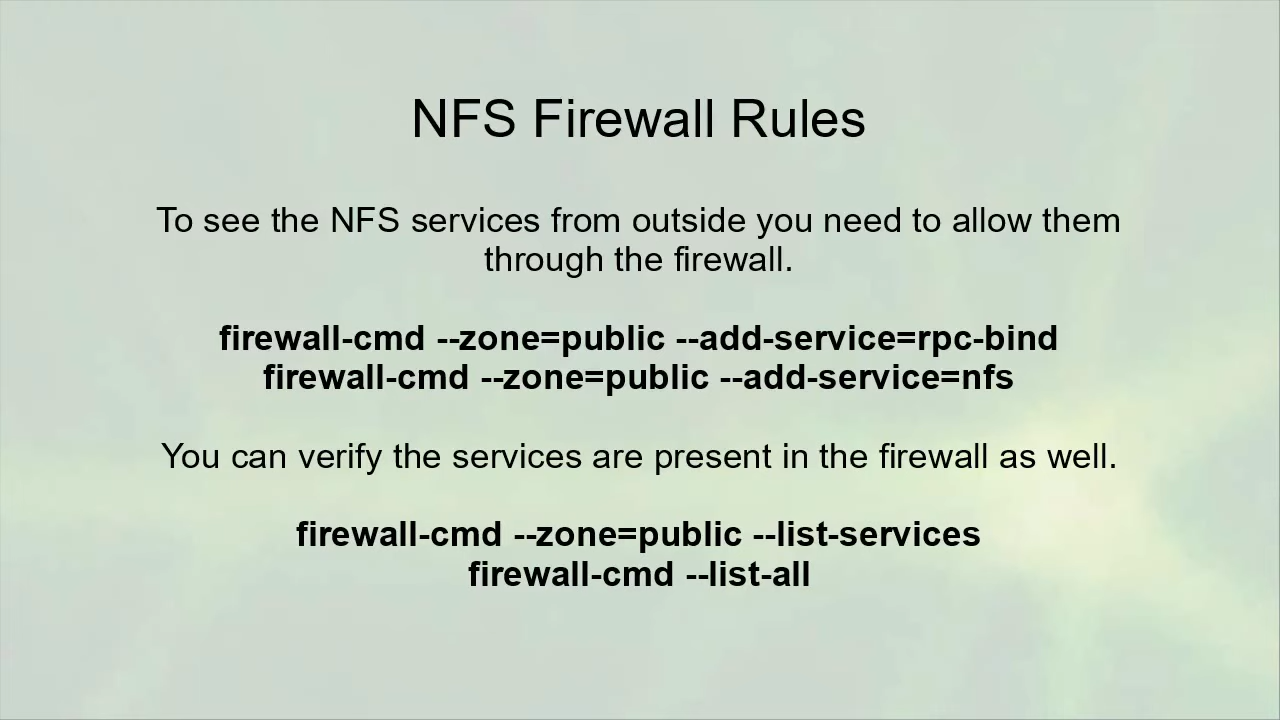 NFS Firewall Rules
To see the NFS services from outside you need to allow them
through the firewall.
firewall-cmd --zone=public --add-service=rpc-bind
firewall-cmd --zone=public --add-service=nfs
You can verify the services are present in the firewall as well.
firewall-cmd --zone=public --list-services
firewall-cmd --list-all